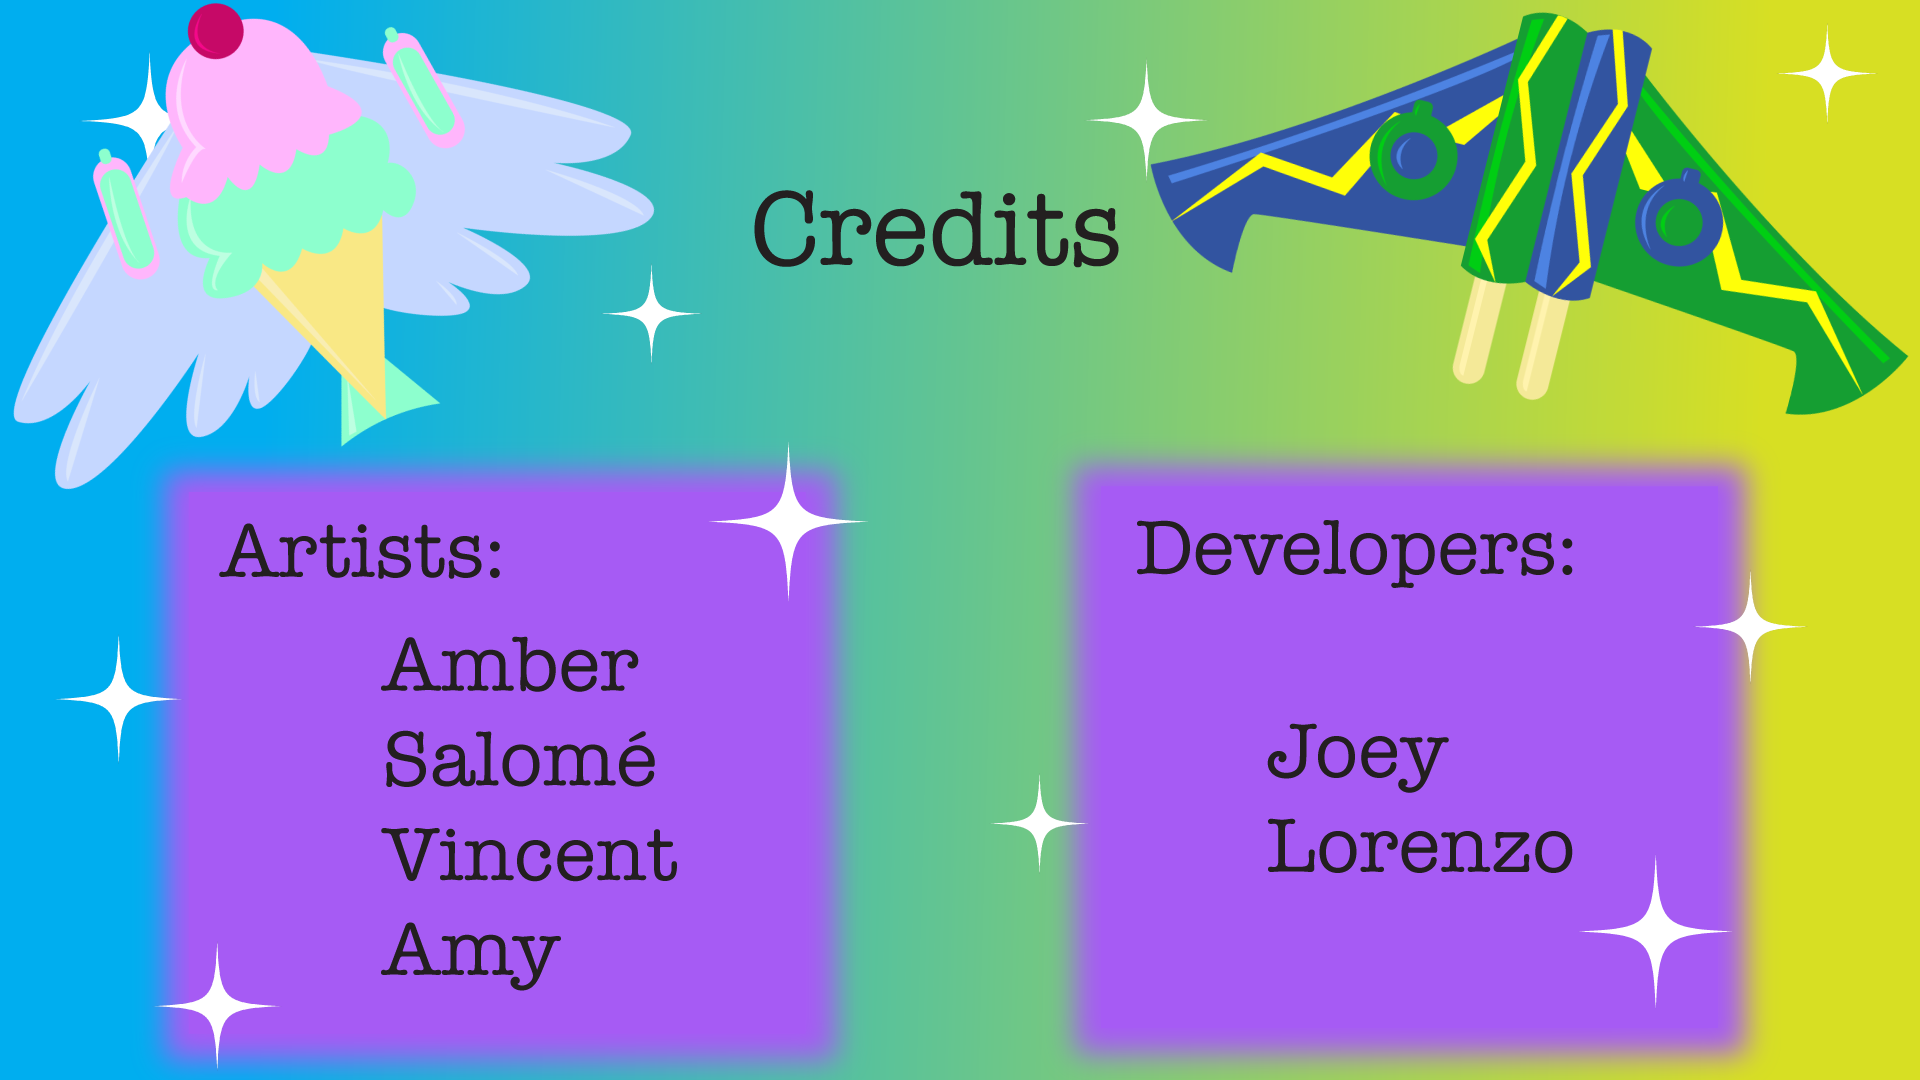 Credits
Artists:
Amber
Salomé
Vincent
Amy
Developers:
Joey
Lorenzo